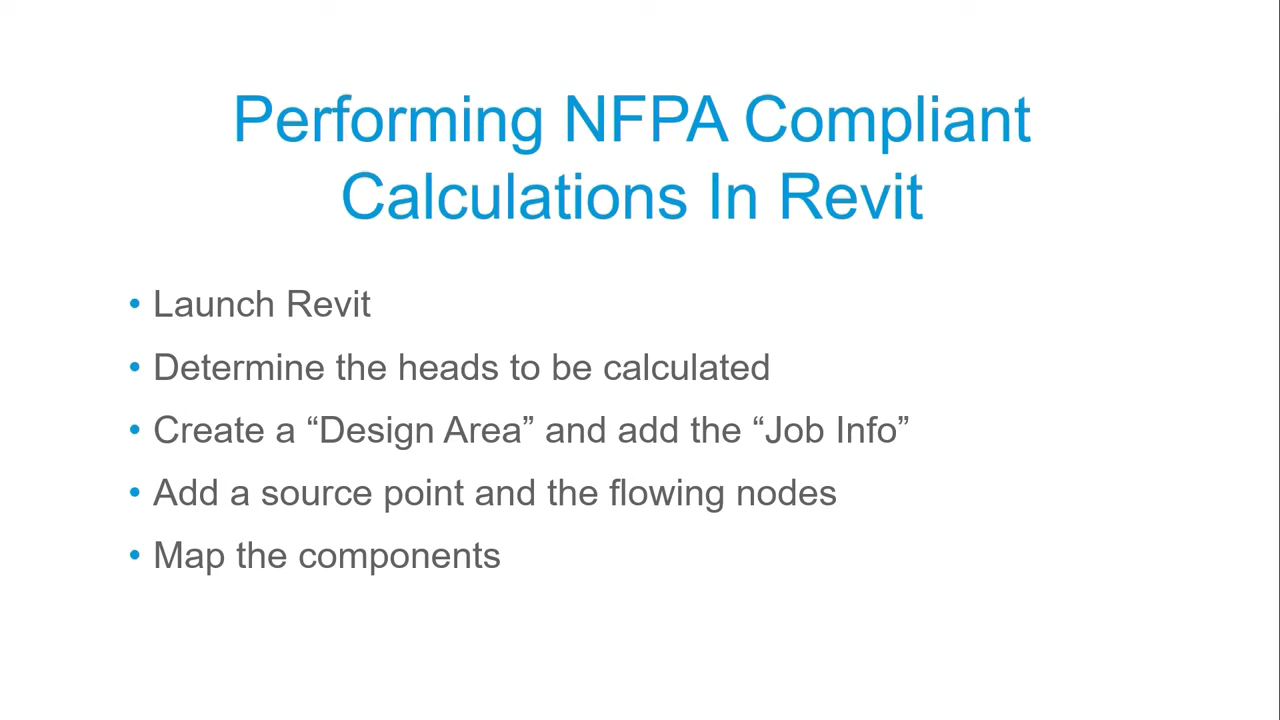 Performing NFPA Compliant
Calculations In Revit
• Launch Revit
• Determine the heads to be calculated
• Create a “Design Area” and add the “Job Info”
• Add a source point and the flowing nodes
• Map the components